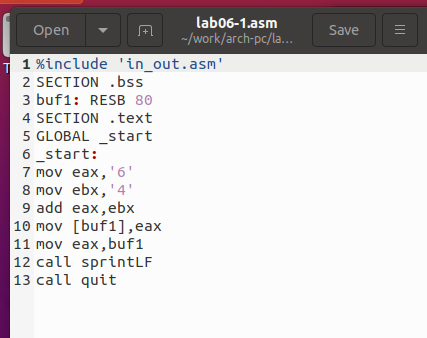 Open
lab06-1.asm
~/work/arch-pc/la...
Save
1 %include 'in_out.asm'
2 SECTION .bss
3 buf1: RESB 80
4 SECTION .text
5 GLOBAL _start
6 _start:
7 mov eax,'6'
8 mov ebx,'4'
9 add eax,ebx
10 mov [buf1],eax
11 mov eax,buf1
12 call sprintLF
13 call quit